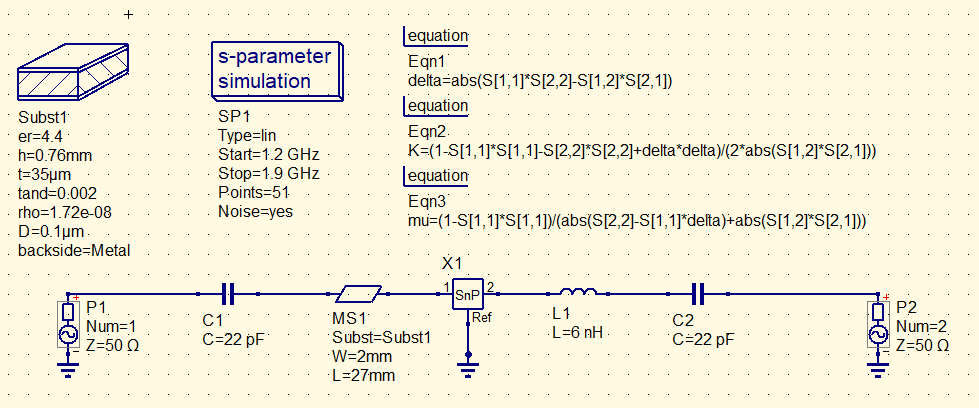 equation
Eqn1
delta=abs(S[1,1]*S[2,2]-S[1,2]*S[2,1])
equation
Eqn2
K=(1-S[1,1]*S[1,1]-S[2,2]*S[2,2]+delta*delta)/(2*abs(S[1,2]*S[2,1]))
equation
Eqn3
mu=(1-S[1,1]*S[1,1])/(abs(S[2,2]-S[1,1]*delta)+abs(S[1,2]*S[2,1]))
s-parameter
simulation
SP1
Type=lin
Start=1.2 GHz
Stop=1.9 GHz
Points=51
Noise=yes
Subst1
er=4.4
h=0.76mm
t=35µm
tand=0.002
rho=1.72e-08
D=0.1µm
backside=Metal
P1
Num=1
Z=50 Ω
C1
C=22 pF
MS1
Subst=Subst1
W=2mm
L=27mm
X1
1 SnP 2
Ref
L1
L=6 nH
C2
C=22 pF
P2
Num=2
Z=50 Ω